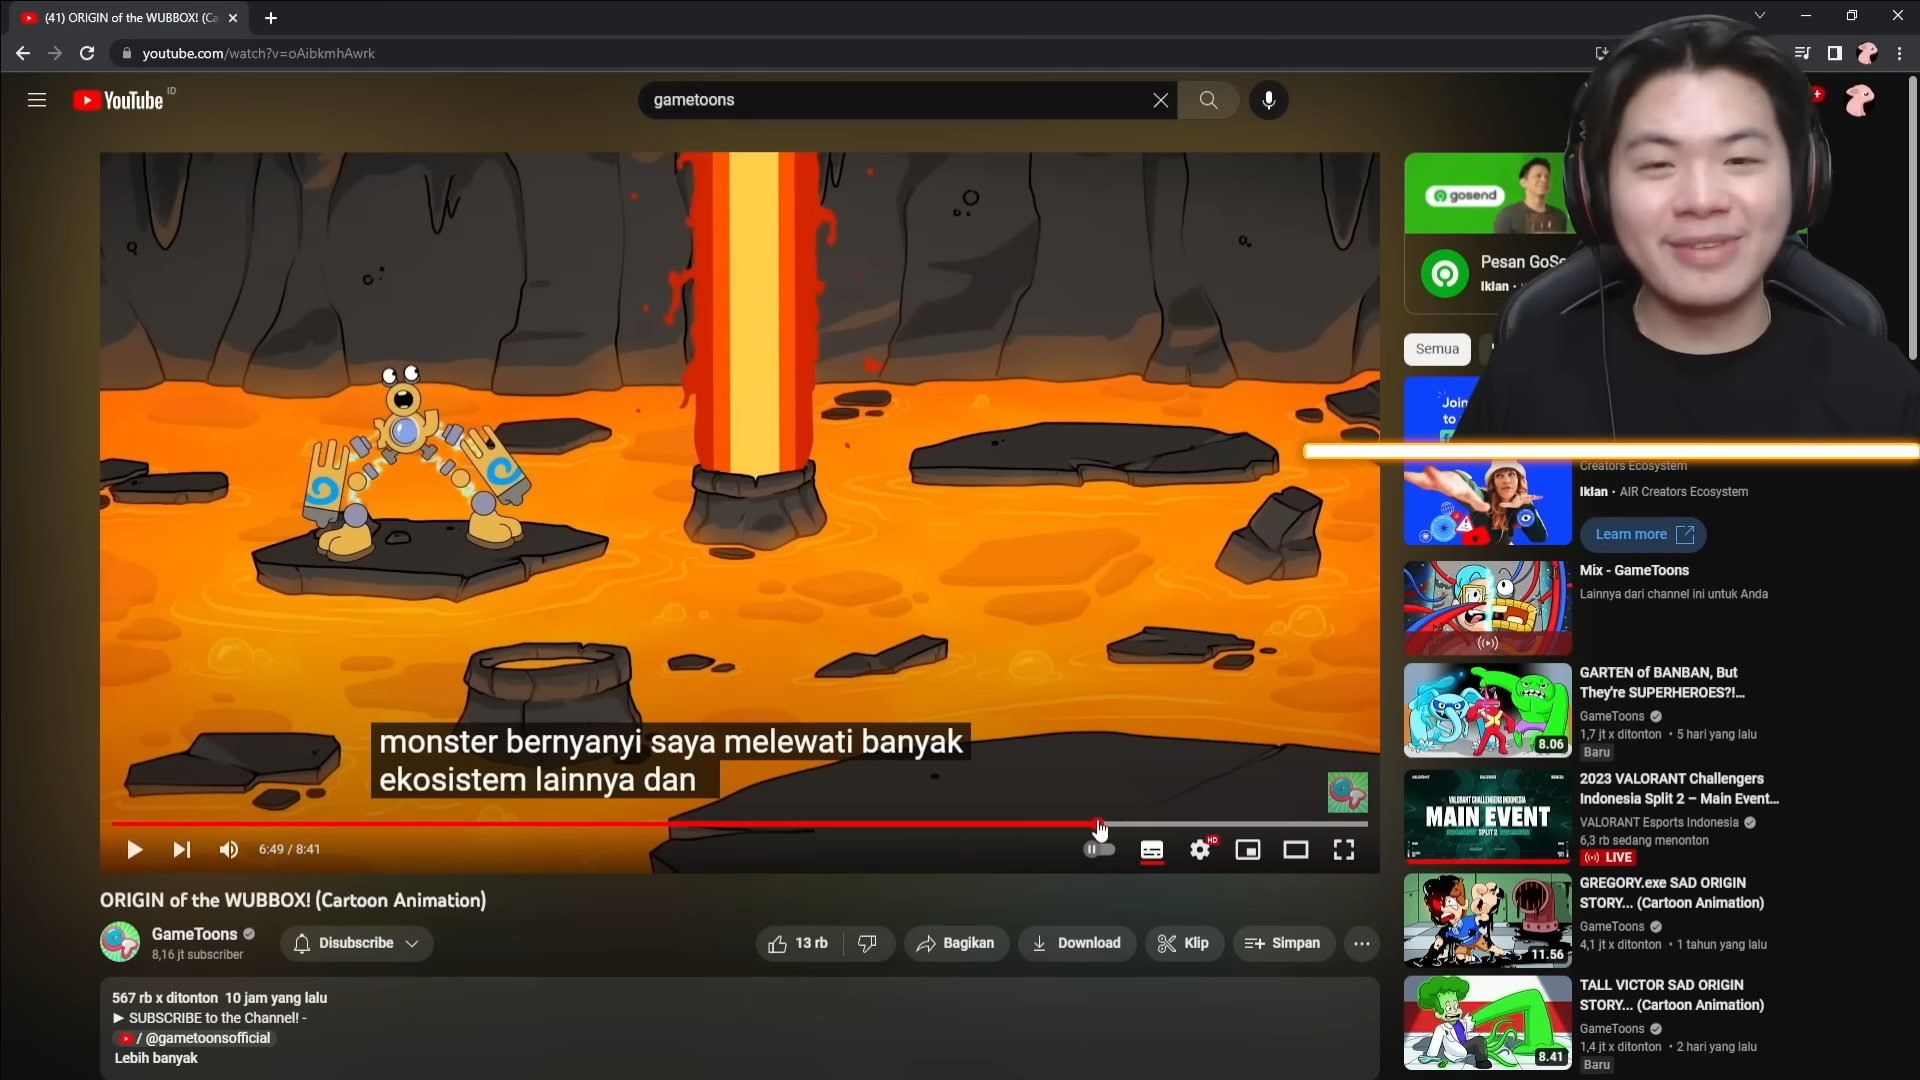 (41) ORIGIN of the WUBBOX! (Ca
youtube.com/watch?v=oAibkmhAwrk
YouTube ID
gametoons
gosend
Pesan GoSe
Iklan ·
Semua
Join
to
Creators Ecosystem
Iklan · AIR Creators Ecosystem
Learn more
Mix - GameToons
Lainnya dari channel ini untuk Anda
GARTEN of BANBAN, But
They're SUPERHEROES?!...
GameToons
1,7 jt x ditonton • 5 hari yang lalu
Baru
8.06
VALORANT CHALLENGERS INDONESIA
MAIN EVENT
SPLIT 2
2023 VALORANT Challengers
Indonesia Split 2 – Main Event...
VALORANT Esports Indonesia
6,3 rb sedang menonton
LIVE
GREGORY.exe SAD ORIGIN
STORY... (Cartoon Animation)
GameToons
4,1 jt x ditonton • 1 tahun yang lalu
11.56
TALL VICTOR SAD ORIGIN
STORY... (Cartoon Animation)
GameToons
1,4 jt x ditonton • 2 hari yang lalu
Baru
8.41
monster bernyanyi saya melewati banyak
ekosistem lainnya dan
6:49 / 8:41
HD
ORIGIN of the WUBBOX! (Cartoon Animation)
GameToons
8,16 jt subscriber
Disubscribe
13 rb
Bagikan
Download
Klip
Simpan
567 rb x ditonton 10 jam yang lalu
► SUBSCRIBE to the Channel! -
/ @gametoonsofficial
Lebih banyak